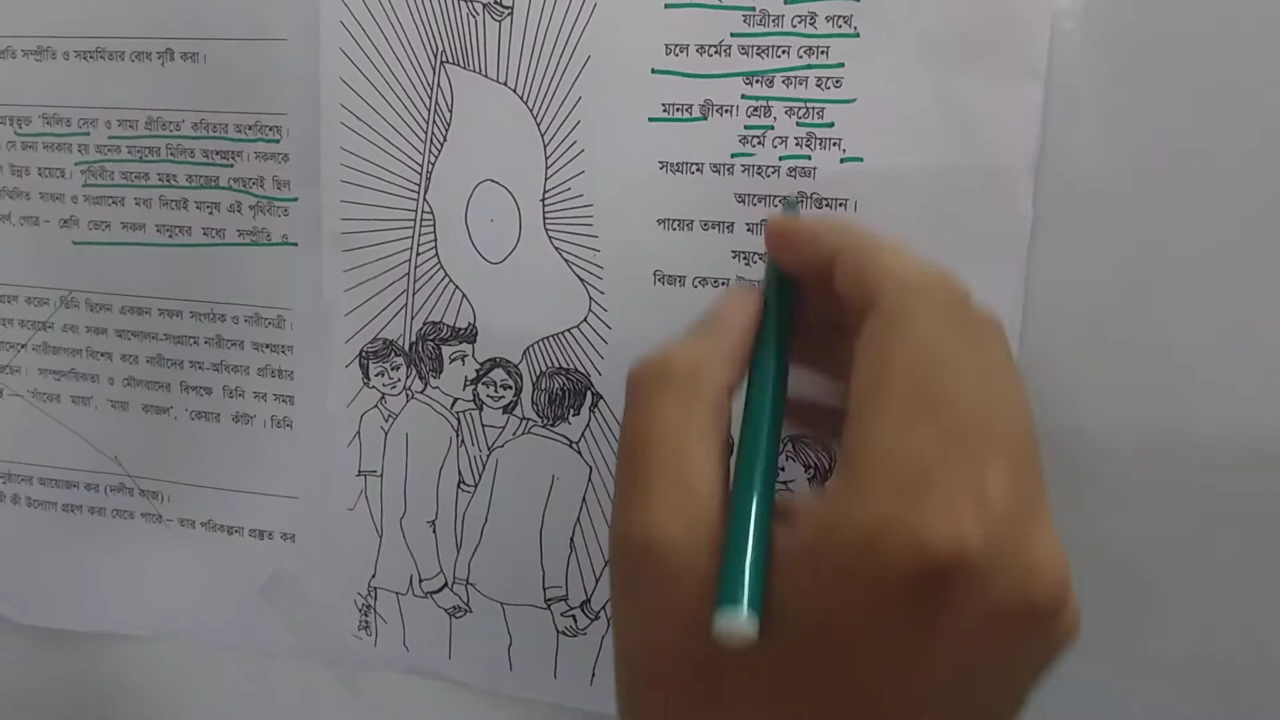 প্রতি সম্প্রীতি ও সহমর্মিতার বোধ সৃষ্টি করা।
গ্রন্থভুক্ত 'মিলিত সেবা ও সাম্য প্রীতিতে' কবিতার অংশবিশেষ।
সে জন্য দরকার হয় অনেক মানুষের মিলিত অংশগ্রহণ। সকলকে
উন্নত হয়েছে। পৃথিবীর অনেক মহৎ কাজের পেছনেই ছিল
সম্মিলিত সাধনা ও সংগ্রামের মধ্য দিয়েই মানুষ এই পৃথিবীতে
বর্ণ, গোত্র – শ্রেণি ভেদে সকল মানুষের মধ্যে সম্প্রীতি ও
গ্রহণ করেন। তিনি ছিলেন একজন সফল সংগঠক ও নারীনেত্রী।
করেছেন এবং সকল আন্দোলন-সংগ্রামে নারীদের অংশগ্রহণ
নারীজাগরণ বিশেষ করে নারীদের সম-অধিকার প্রতিষ্ঠার
সাম্প্রদায়িকতা ও মৌলবাদের বিপক্ষে তিনি সব সময়
— 'সাঁঝের মায়া', 'মায়া কাজল', 'কেয়ার কাঁটা'। তিনি
আয়োজন কর (দলীয় কাজ)।
কী উদ্যোগ গ্রহণ করা যেতে পারে – তার পরিকল্পনা প্রস্তুত কর
যাত্রীরা সেই পথে,
চলে কর্মের আহ্বানে কোন
অনন্ত কাল হতে
মানব জীবন! শ্রেষ্ঠ, কঠোর
কর্মে সে মহীয়ান,
সংগ্রামে আর সাহসে প্রজ্ঞা
আলোকে দীপ্তিমান।
পায়ের তলার
সমুখে
বিজয় কেতন